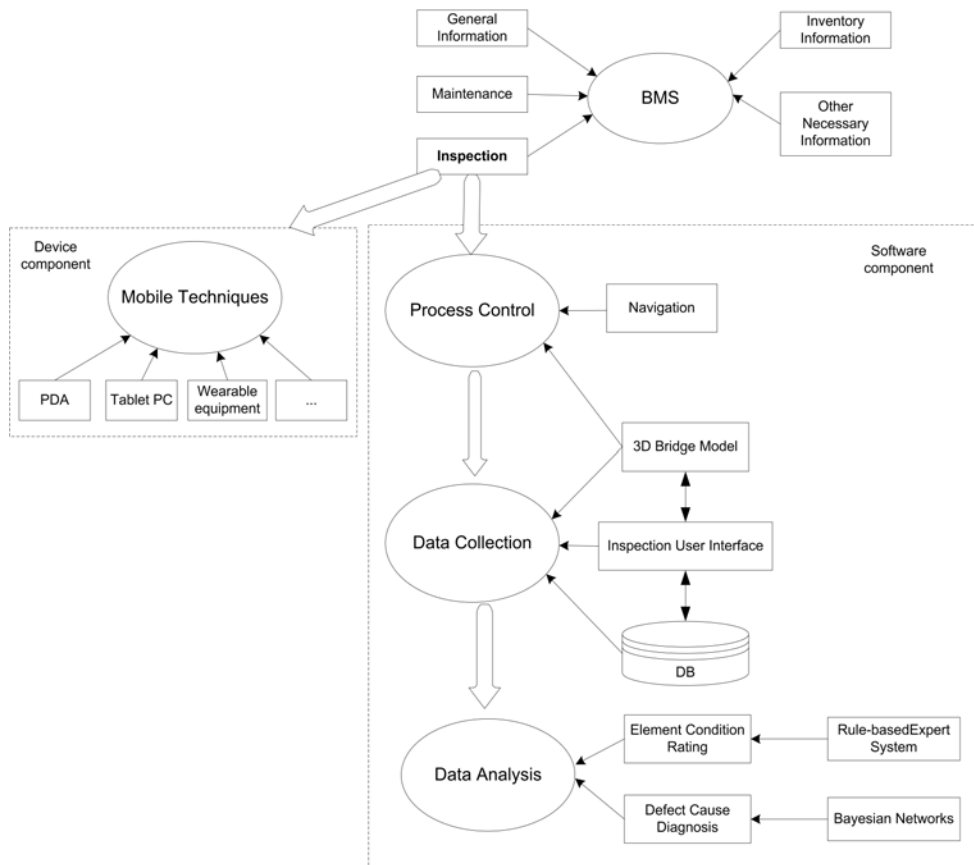 General
Information
Inventory
Information
Maintenance
BMS
Other
Necessary
Information
Inspection
Device
component
Mobile Techniques
PDA
Tablet PC
Wearable
equipment
...
Software
component
Process Control
Navigation
3D Bridge Model
Data Collection
Inspection User Interface
DB
Data Analysis
Element Condition
Rating
Rule-basedExpert
System
Defect Cause
Diagnosis
Bayesian Networks